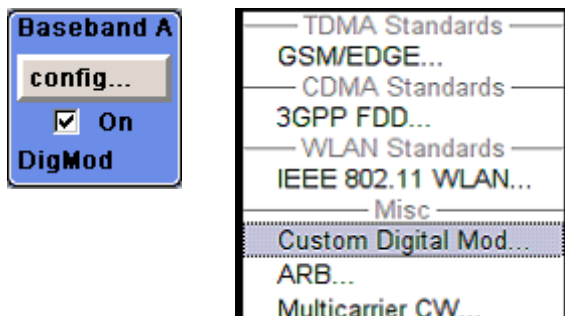 Baseband A
config...
On
DigMod
TDMA Standards
GSM/EDGE...
CDMA Standards
3GPP FDD...
WLAN Standards
IEEE 802.11 WLAN...
Misc
Custom Digital Mod...
ARB...
Multicarrier CW...